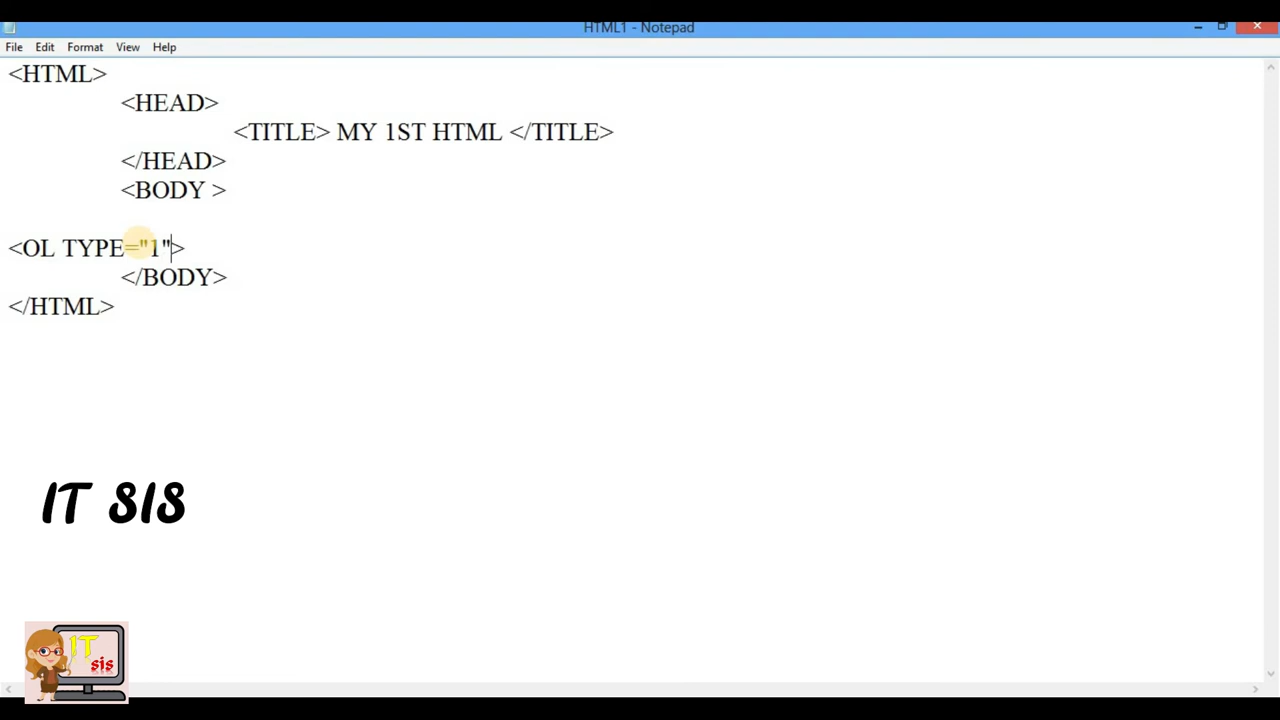 HTML1 - Notepad
File Edit Format View Help
<HTML>
<HEAD>
<TITLE> MY 1ST HTML </TITLE>
</HEAD>
<BODY >
<OL TYPE="1">
</BODY>
</HTML>
IT SIS
IT
sis